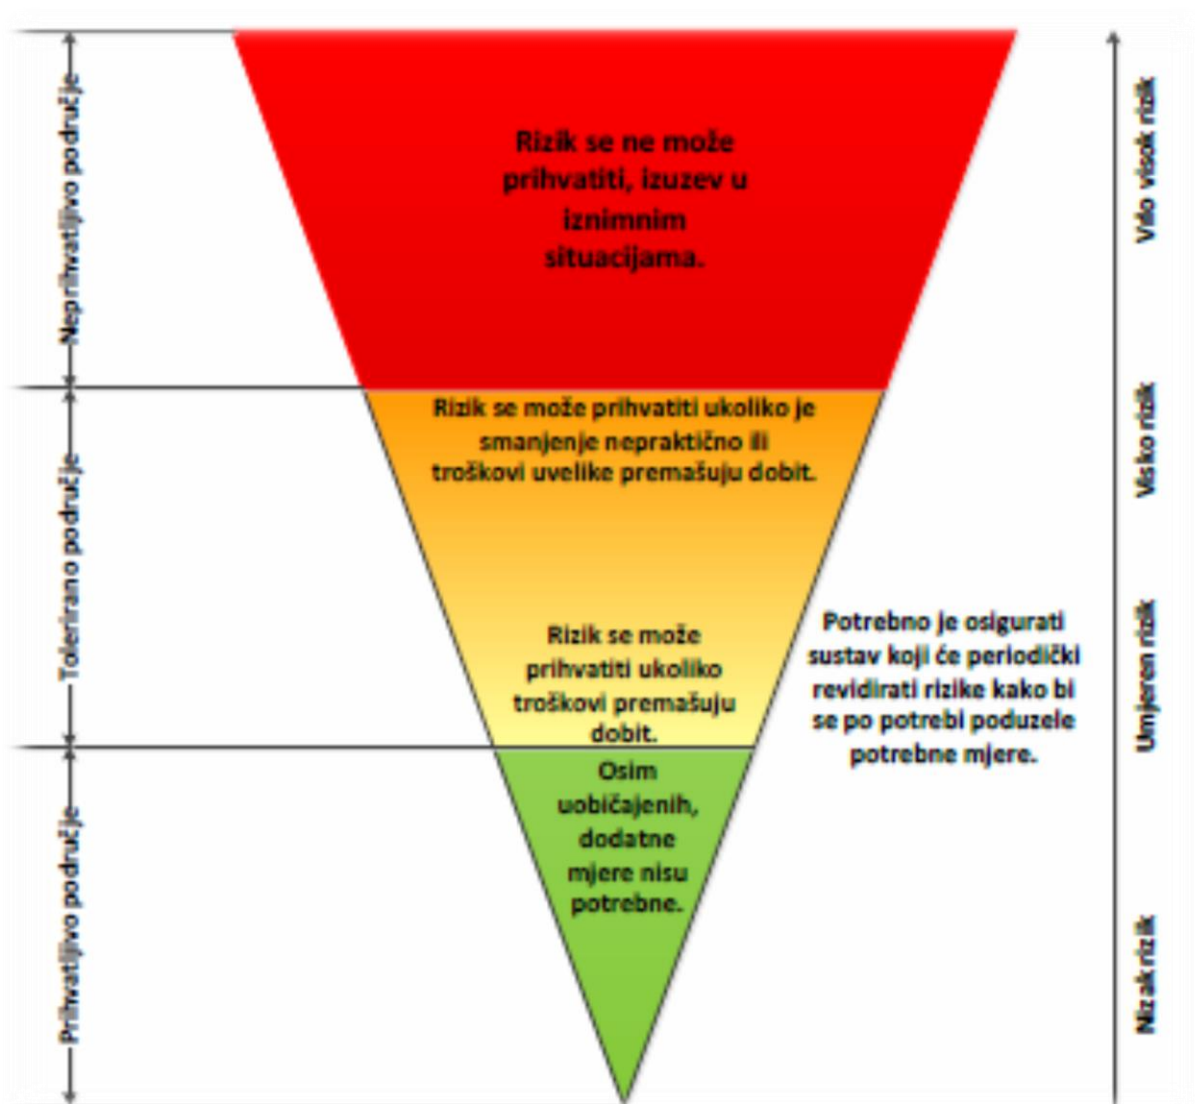 Neprihvatljivo područje
Tolerirano područje
Prihvatljivo područje
Rizik se ne može
prihvatiti, izuzev u
iznimnim
situacijama.
Rizik se može prihvatiti ukoliko je
smanjenje nepraktično ili
troškovi uvelike premašuju dobit.
Rizik se može
prihvatiti ukoliko
troškovi premašuju
dobit.
Osim
uobičajenih,
dodatne
mjere nisu
potrebne.
Potrebno je osigurati
sustav koji će periodički
revidirati rizike kako bi
se po potrebi poduzele
potrebne mjere.
Vrlo visok rizik
Visko rizik
Umjeren rizik
Nizak rizik